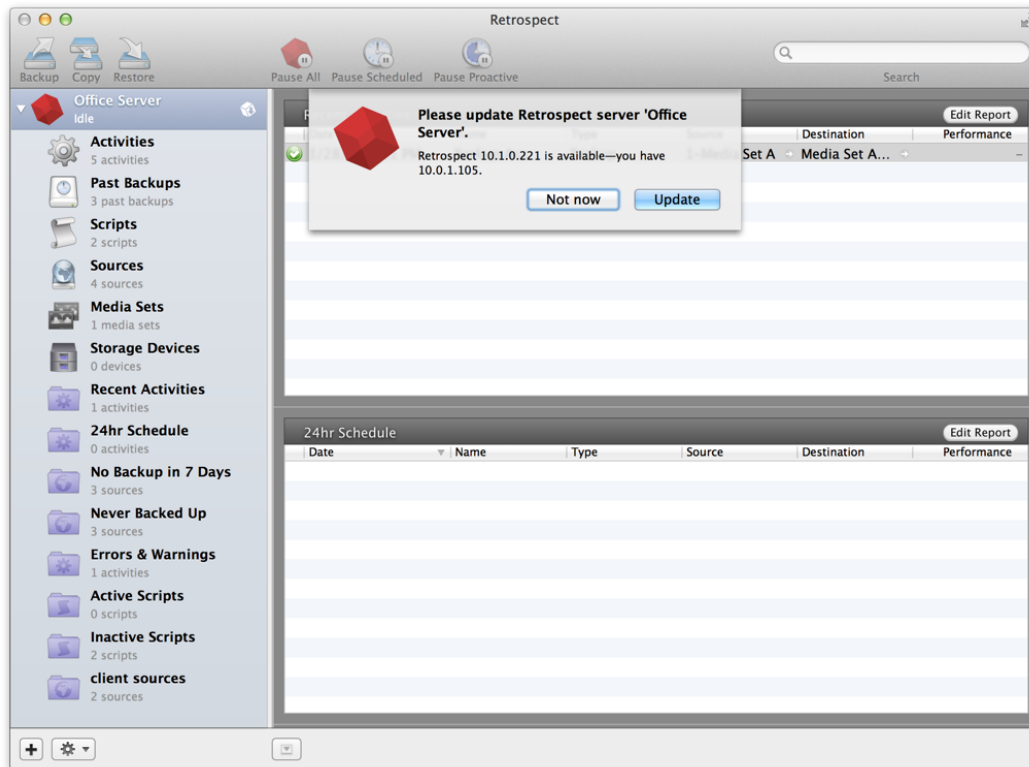 Retrospect
Backup Copy Restore
Pause All Pause Scheduled Pause Proactive
Search
Office Server
Idle
Activities
5 activities
Past Backups
3 past backups
Scripts
2 scripts
Sources
4 sources
Media Sets
1 media sets
Storage Devices
0 devices
Recent Activities
1 activities
24hr Schedule
0 activities
No Backup in 7 Days
3 sources
Never Backed Up
3 sources
Errors & Warnings
1 activities
Active Scripts
0 scripts
Inactive Scripts
2 scripts
client sources
2 sources
Please update Retrospect server 'Office
Server'.
Retrospect 10.1.0.221 is available—you have
10.0.1.105.
Not now Update
Edit Report
Destination Performance
Set A Media Set A... –
24hr Schedule Edit Report
Date Name Type Source Destination Performance